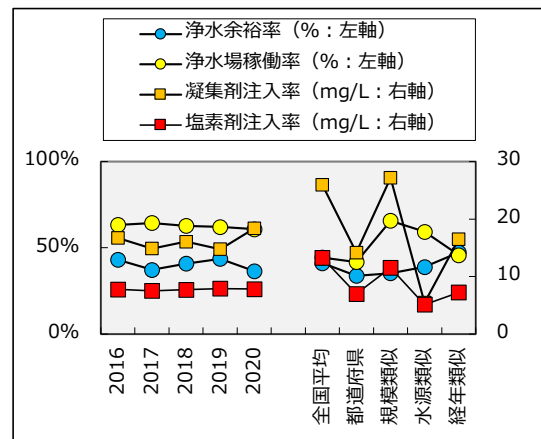 浄水余裕率（%：左軸）
浄水場稼働率（%：左軸）
凝集剤注入率（mg/L：右軸）
塩素剤注入率（mg/L：右軸）
100%
50%
0%
30
20
10
0
2016
2017
2018
2019
2020
全国平均
都道府県
規模類似
水源類似
経年類似